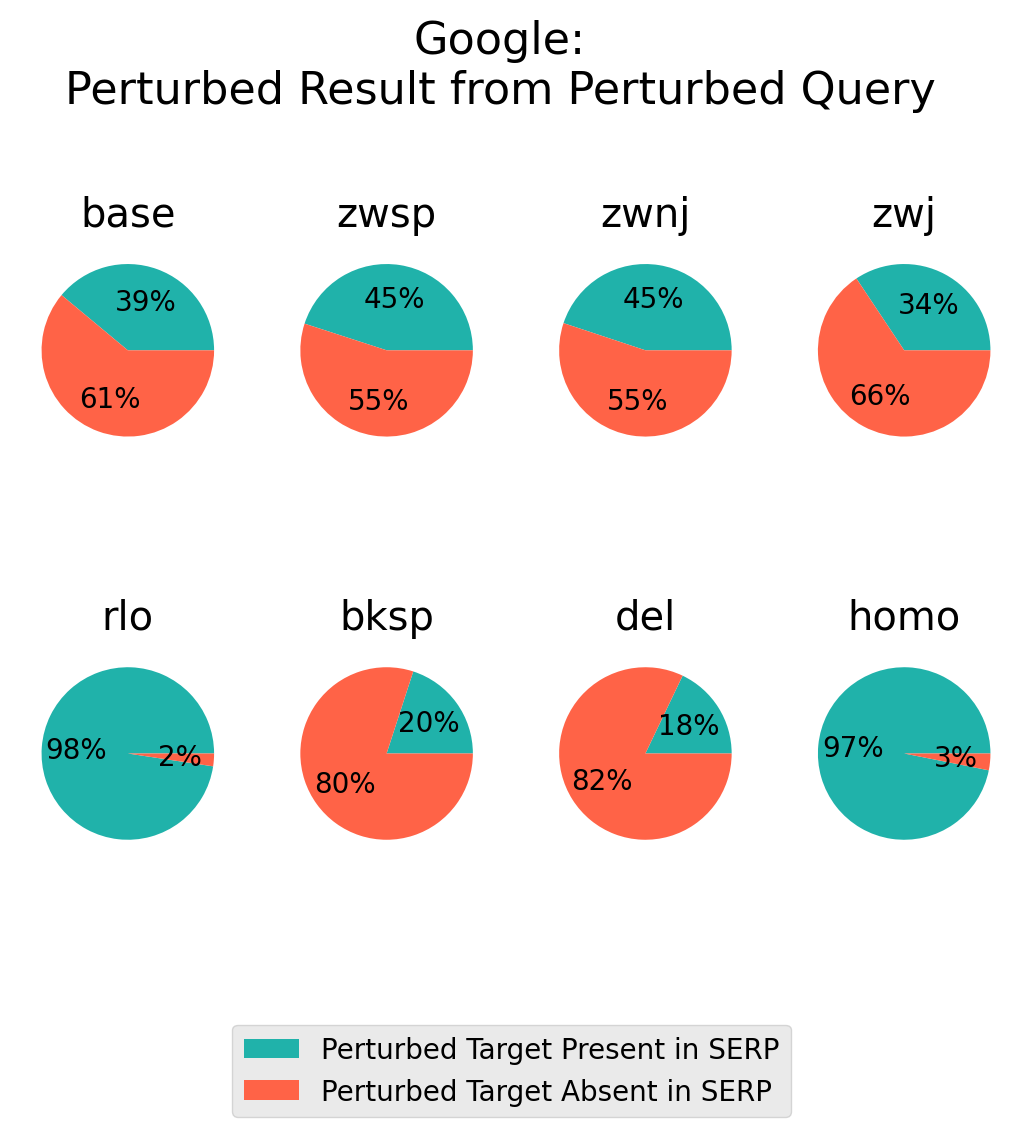 Google:
Perturbed Result from Perturbed Query
base
zwsp
zwnj
zwj
39%
61%
45%
55%
45%
55%
34%
66%
rlo
bksp
del
homo
98%
2%
20%
80%
18%
82%
97%
3%
Perturbed Target Present in SERP
Perturbed Target Absent in SERP